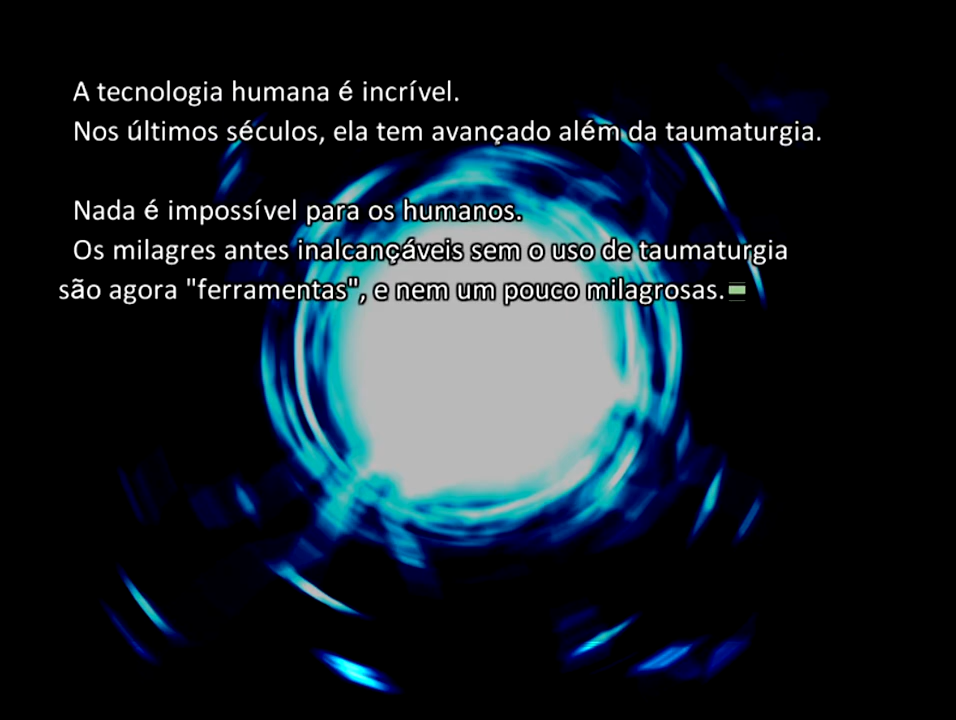 A tecnologia humana é incrível.
Nos últimos séculos, ela tem avançado além da taumaturgia.
Nada é impossível para os humanos.
Os milagres antes inalcançáveis sem o uso de taumaturgia
são agora "ferramentas", e nem um pouco milagrosas.